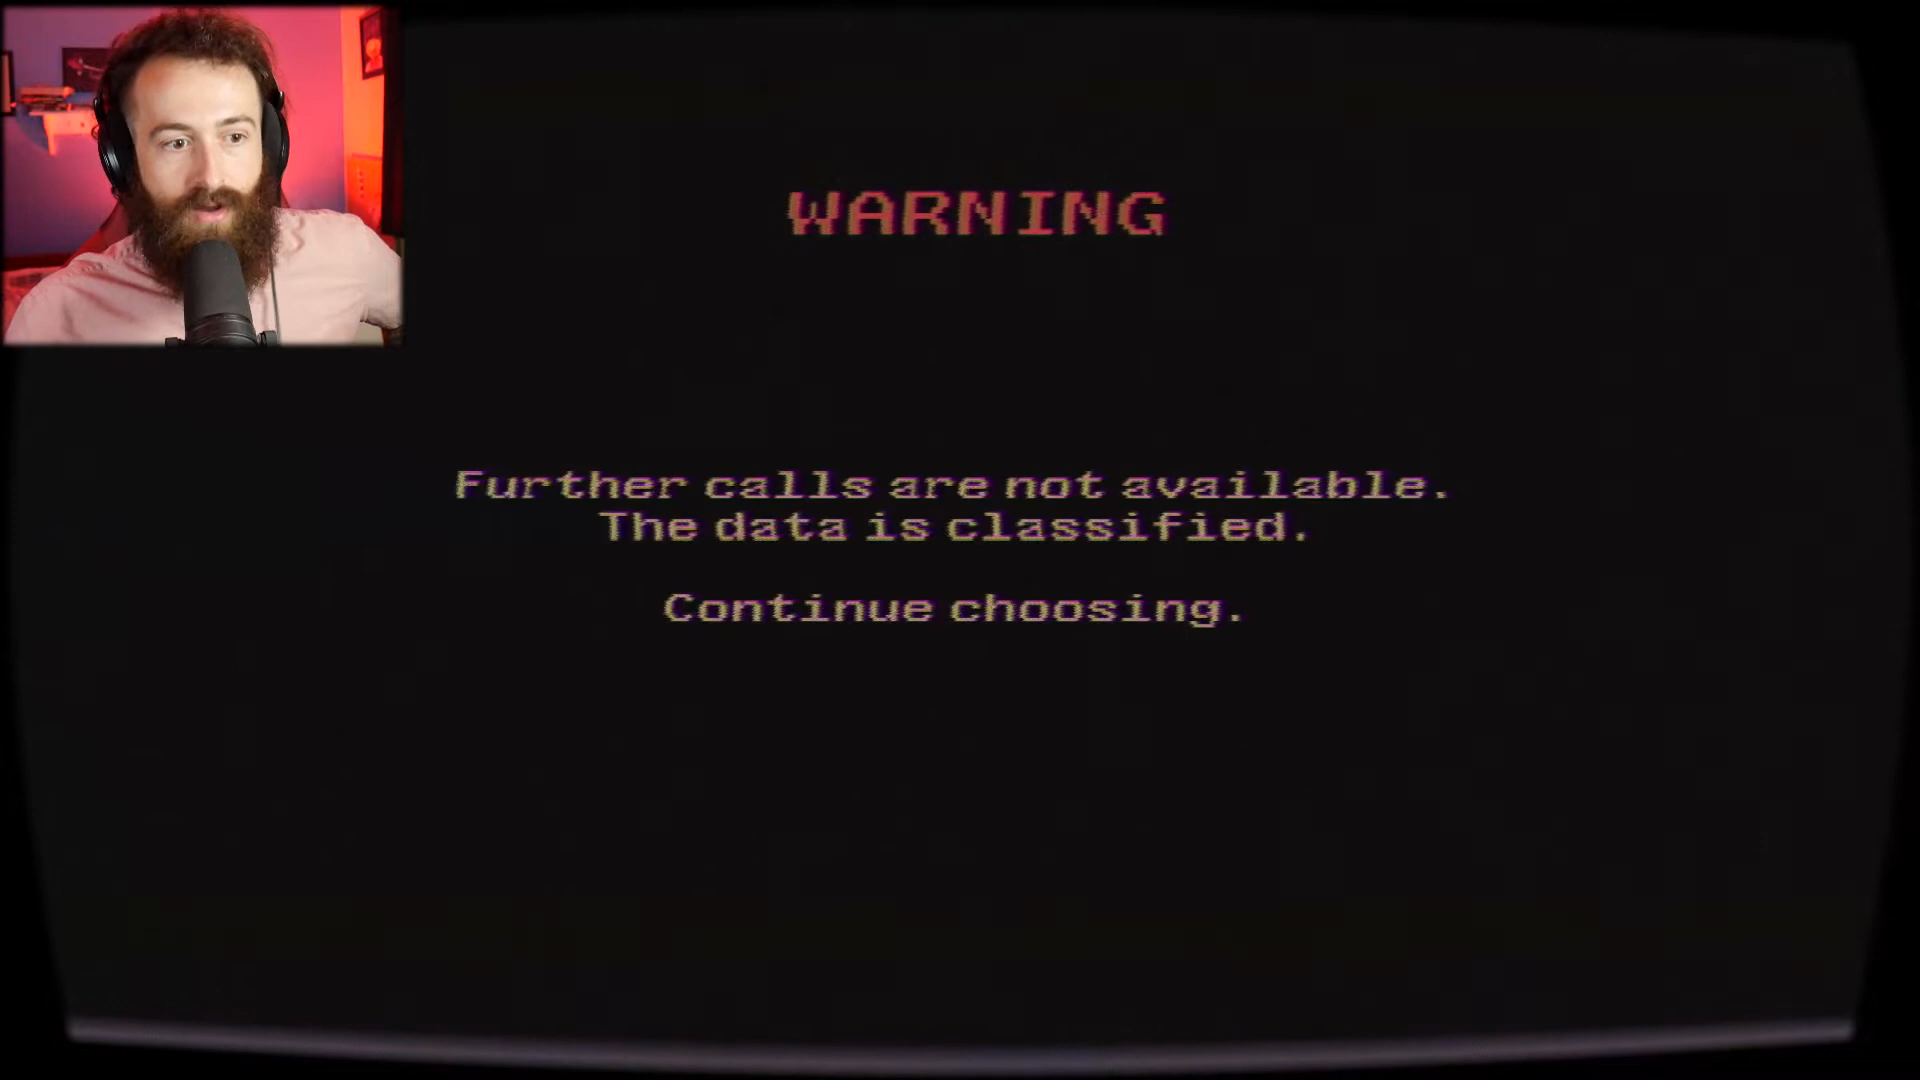 WARNING
Further calls are not available.
The data is classified.
Continue choosing.